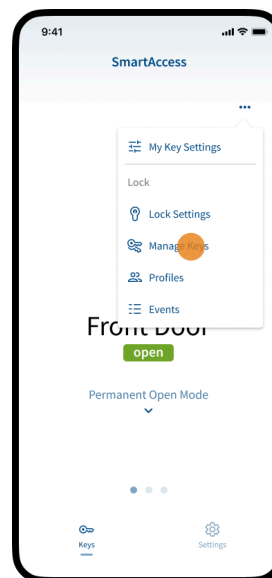 9:41
SmartAccess
My Key Settings
Lock
Lock Settings
Manage Keys
Profiles
Events
Front Door
open
Permanent Open Mode
Keys
Settings